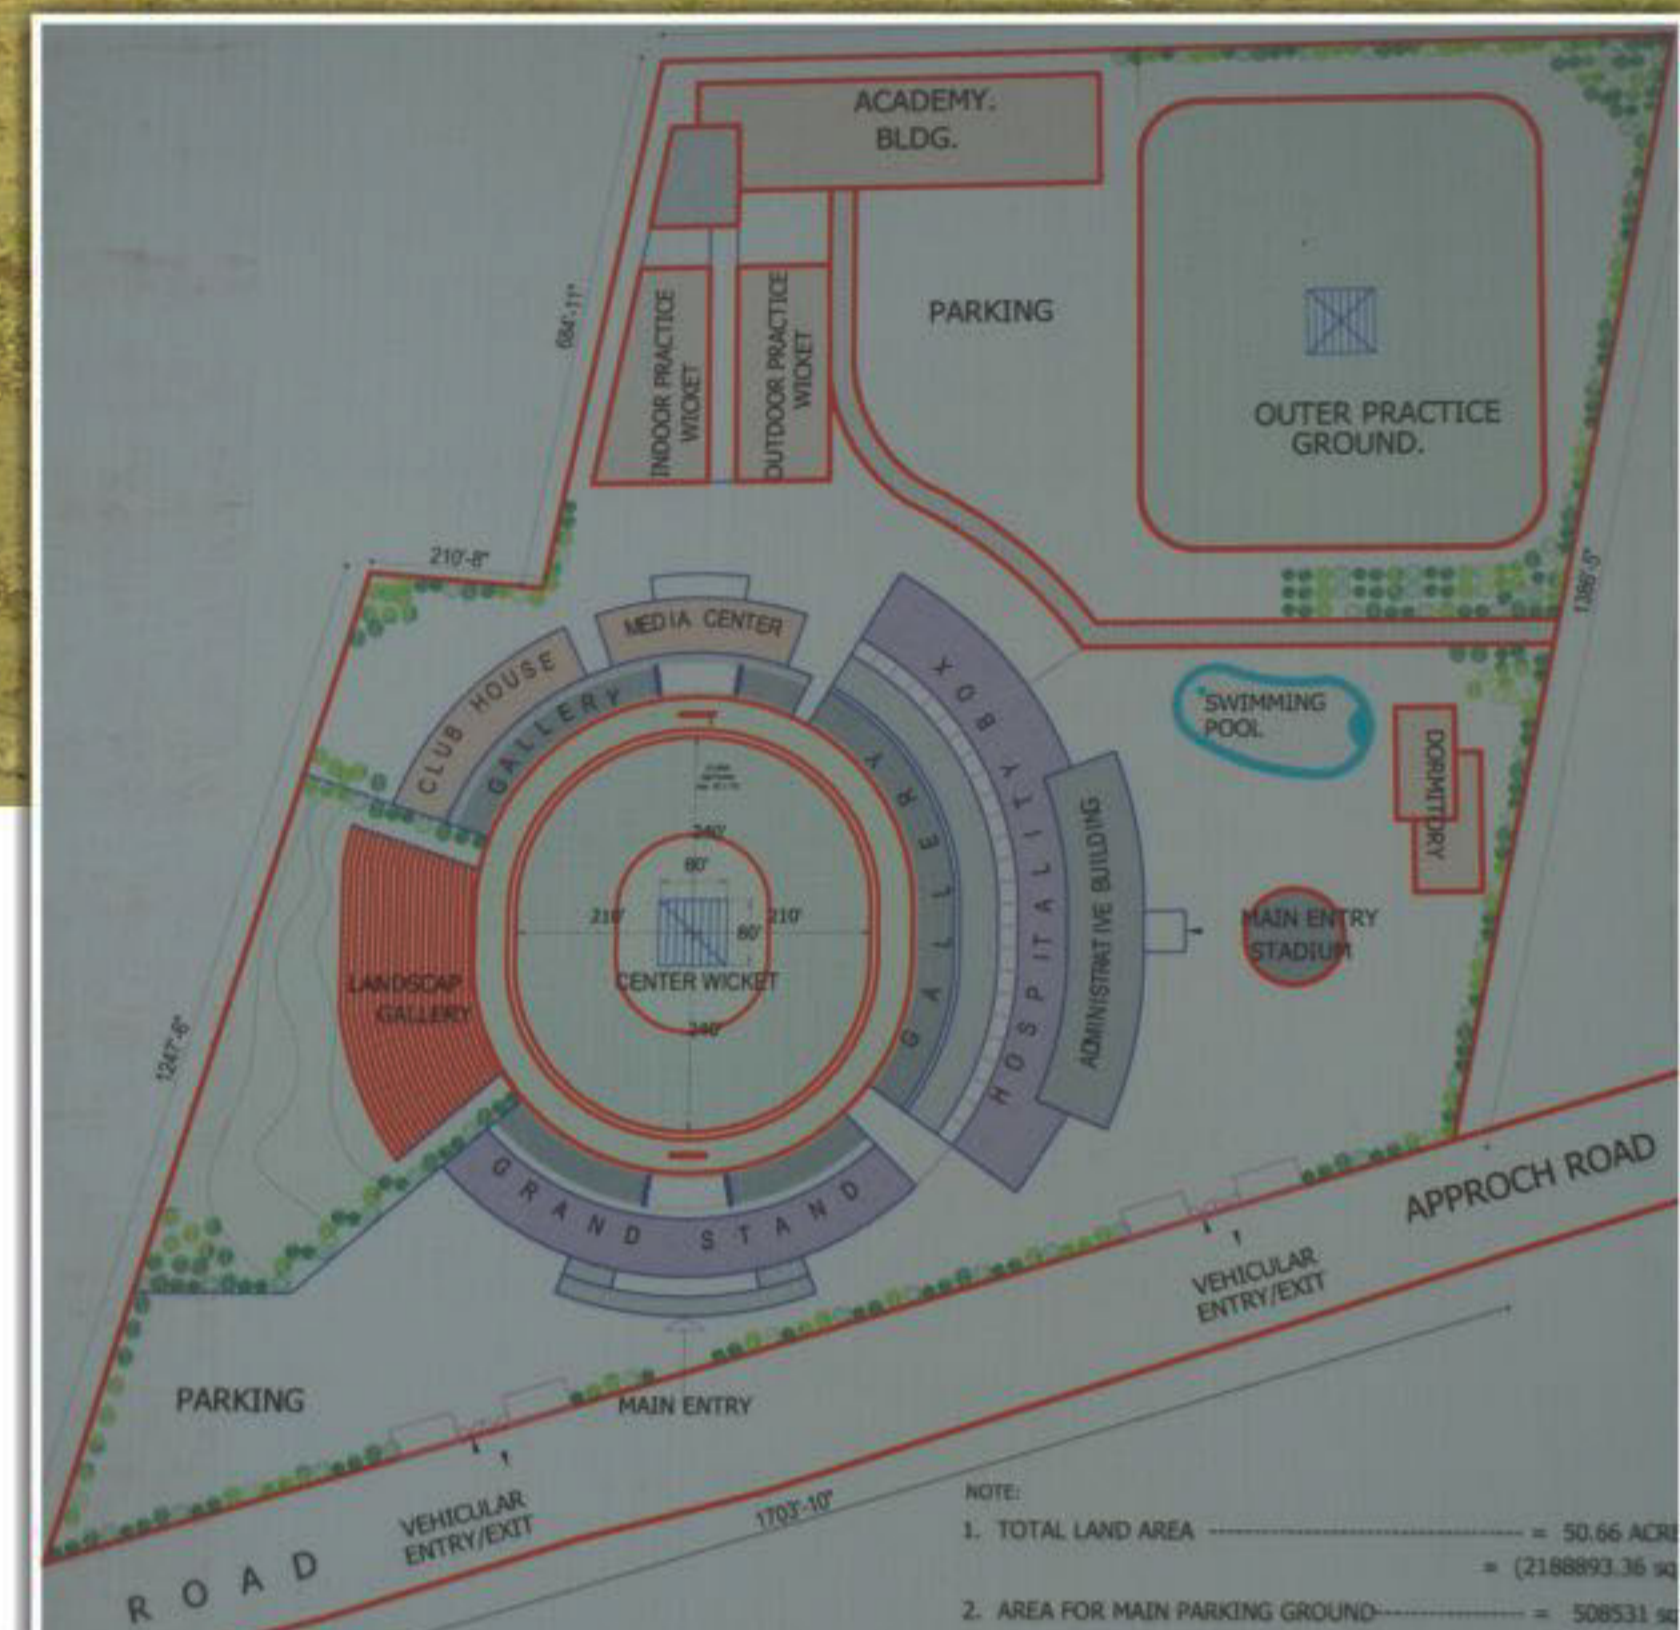 ACADEMY.
BLDG.
684'-11"
INDOOR PRACTICE
WICKET
OUTDOOR PRACTICE
WICKET
PARKING
OUTER PRACTICE
GROUND.
210'-8"
1386'-5"
MEDIA CENTER
CLUB HOUSE
GALLERY
HOSPITALITY BOX
GALLERY
ADMINISTRATIVE BUILDING
SWIMMING
POOL
DORMITORY
MAIN ENTRY
STADIUM
240'
80'
210'
210'
80'
CENTER WICKET
240'
LANDSCAP
GALLERY
1247'-6"
GRAND STAND
APPROCH ROAD
VEHICULAR
ENTRY/EXIT
PARKING
MAIN ENTRY
VEHICULAR
ENTRY/EXIT
1703'-10"
ROAD
NOTE:
1. TOTAL LAND AREA = 50.66 ACRE
= (2188893.36 sq
2. AREA FOR MAIN PARKING GROUND = 508531 sq